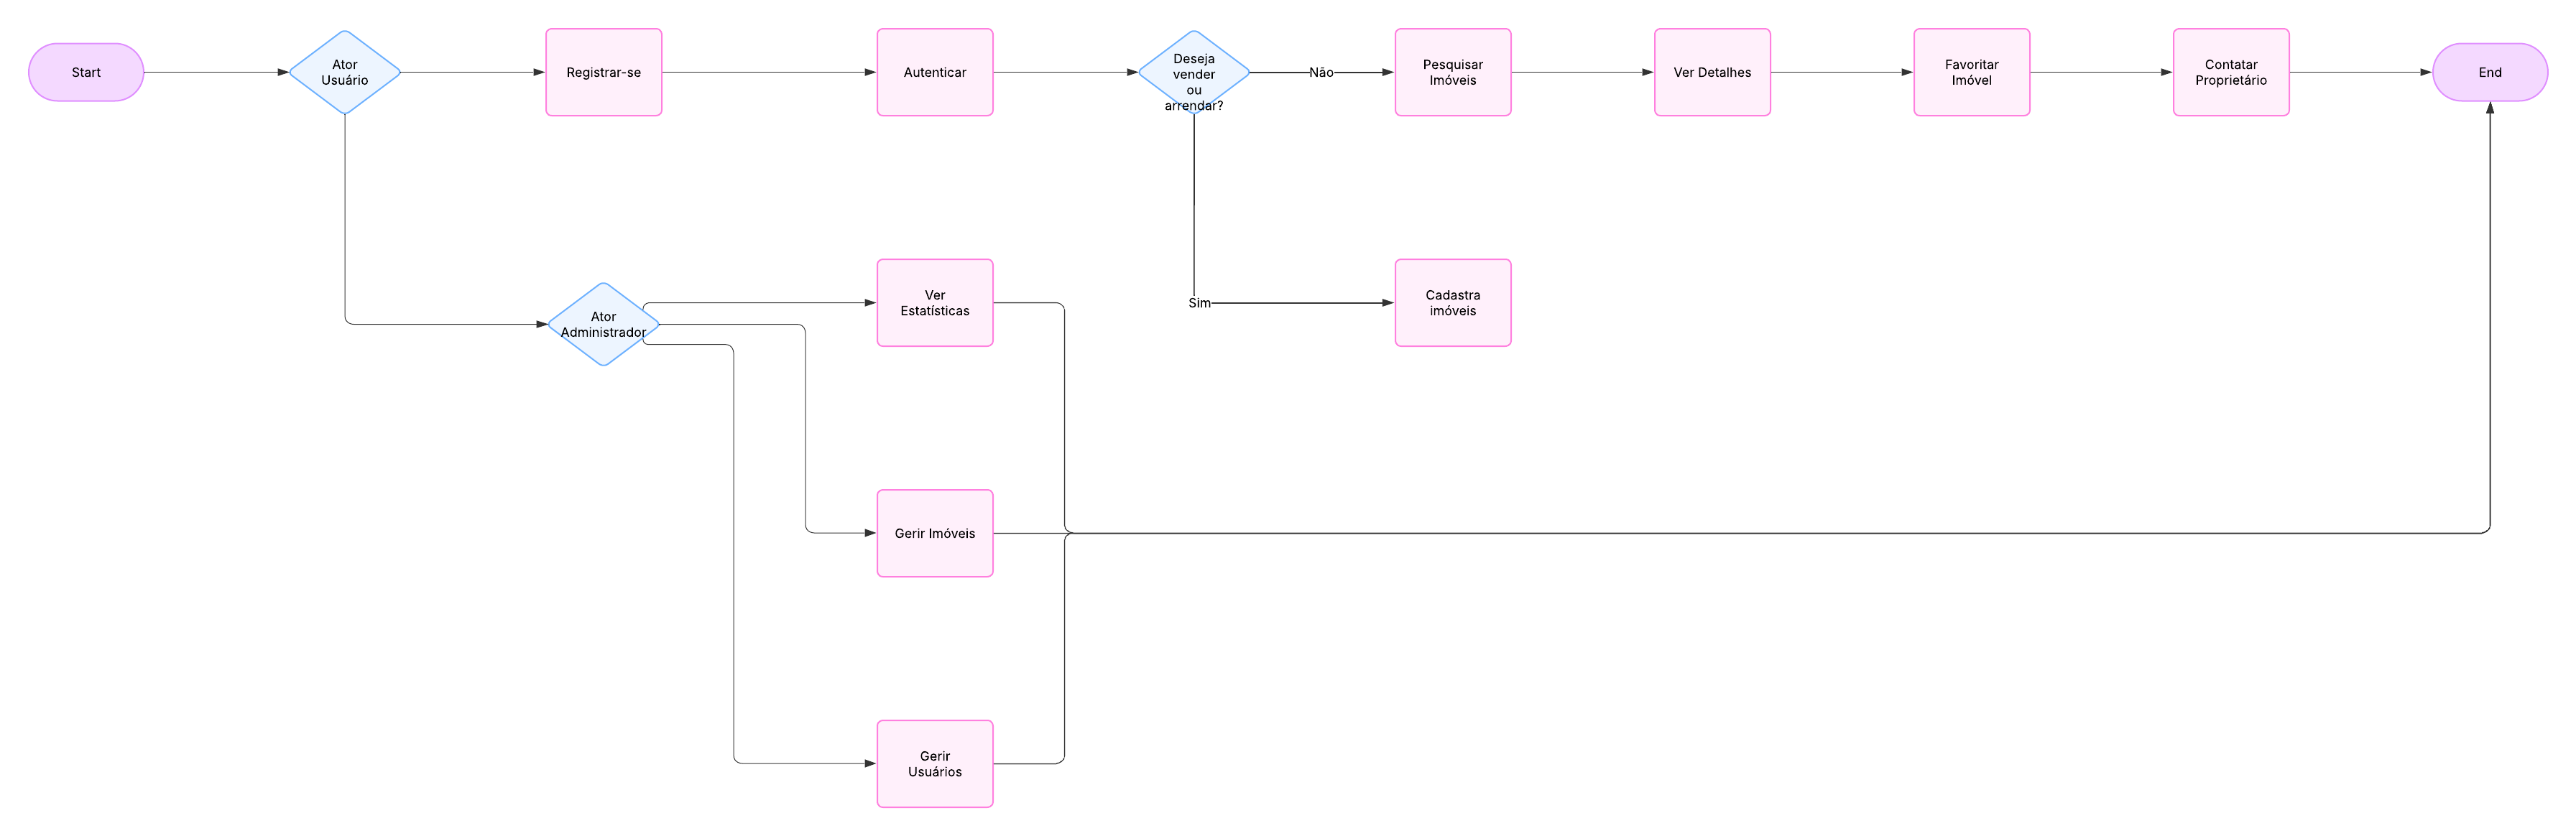 Start
Ator
Usuário
Registrar-se
Autenticar
Deseja
vender
ou
arrendar?
Não
Pesquisar
Imóveis
Ver Detalhes
Favoritar
Imóvel
Contatar
Proprietário
End
Ator
Administrador
Ver
Estatísticas
Sim
Cadastra
imóveis
Gerir Imóveis
Gerir
Usuários